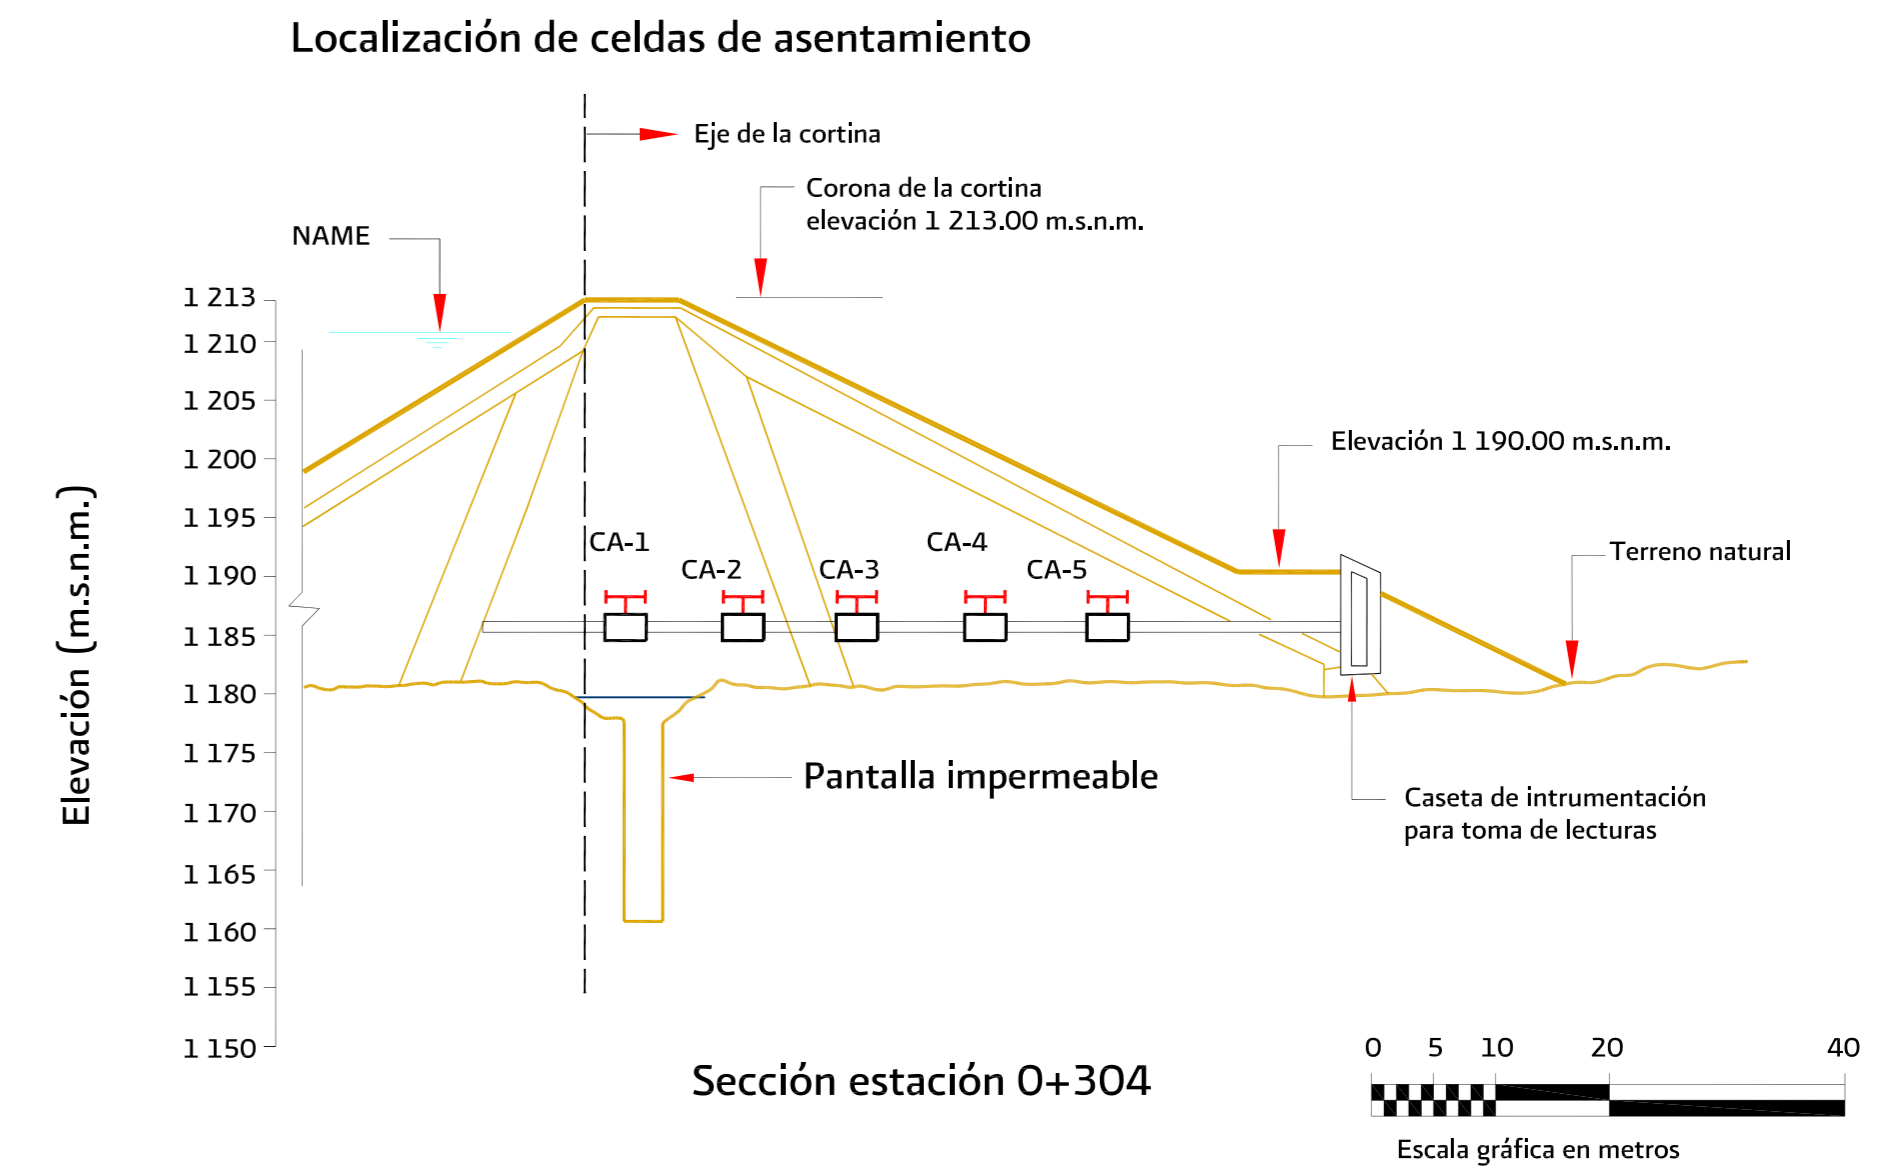 Localización de celdas de asentamiento
Eje de la cortina
Corona de la cortina
elevación 1 213.00 m.s.n.m.
NAME
Elevación (m.s.n.m.)
1 213
1 210
1 205
1 200
1 195
1 190
1 185
1 180
1 175
1 170
1 165
1 160
1 155
1 150
Elevación 1 190.00 m.s.n.m.
Terreno natural
CA-1
CA-2
CA-3
CA-4
CA-5
Pantalla impermeable
Caseta de intrumentación
para toma de lecturas
Sección estación 0+304
0 5 10 20 40
Escala gráfica en metros